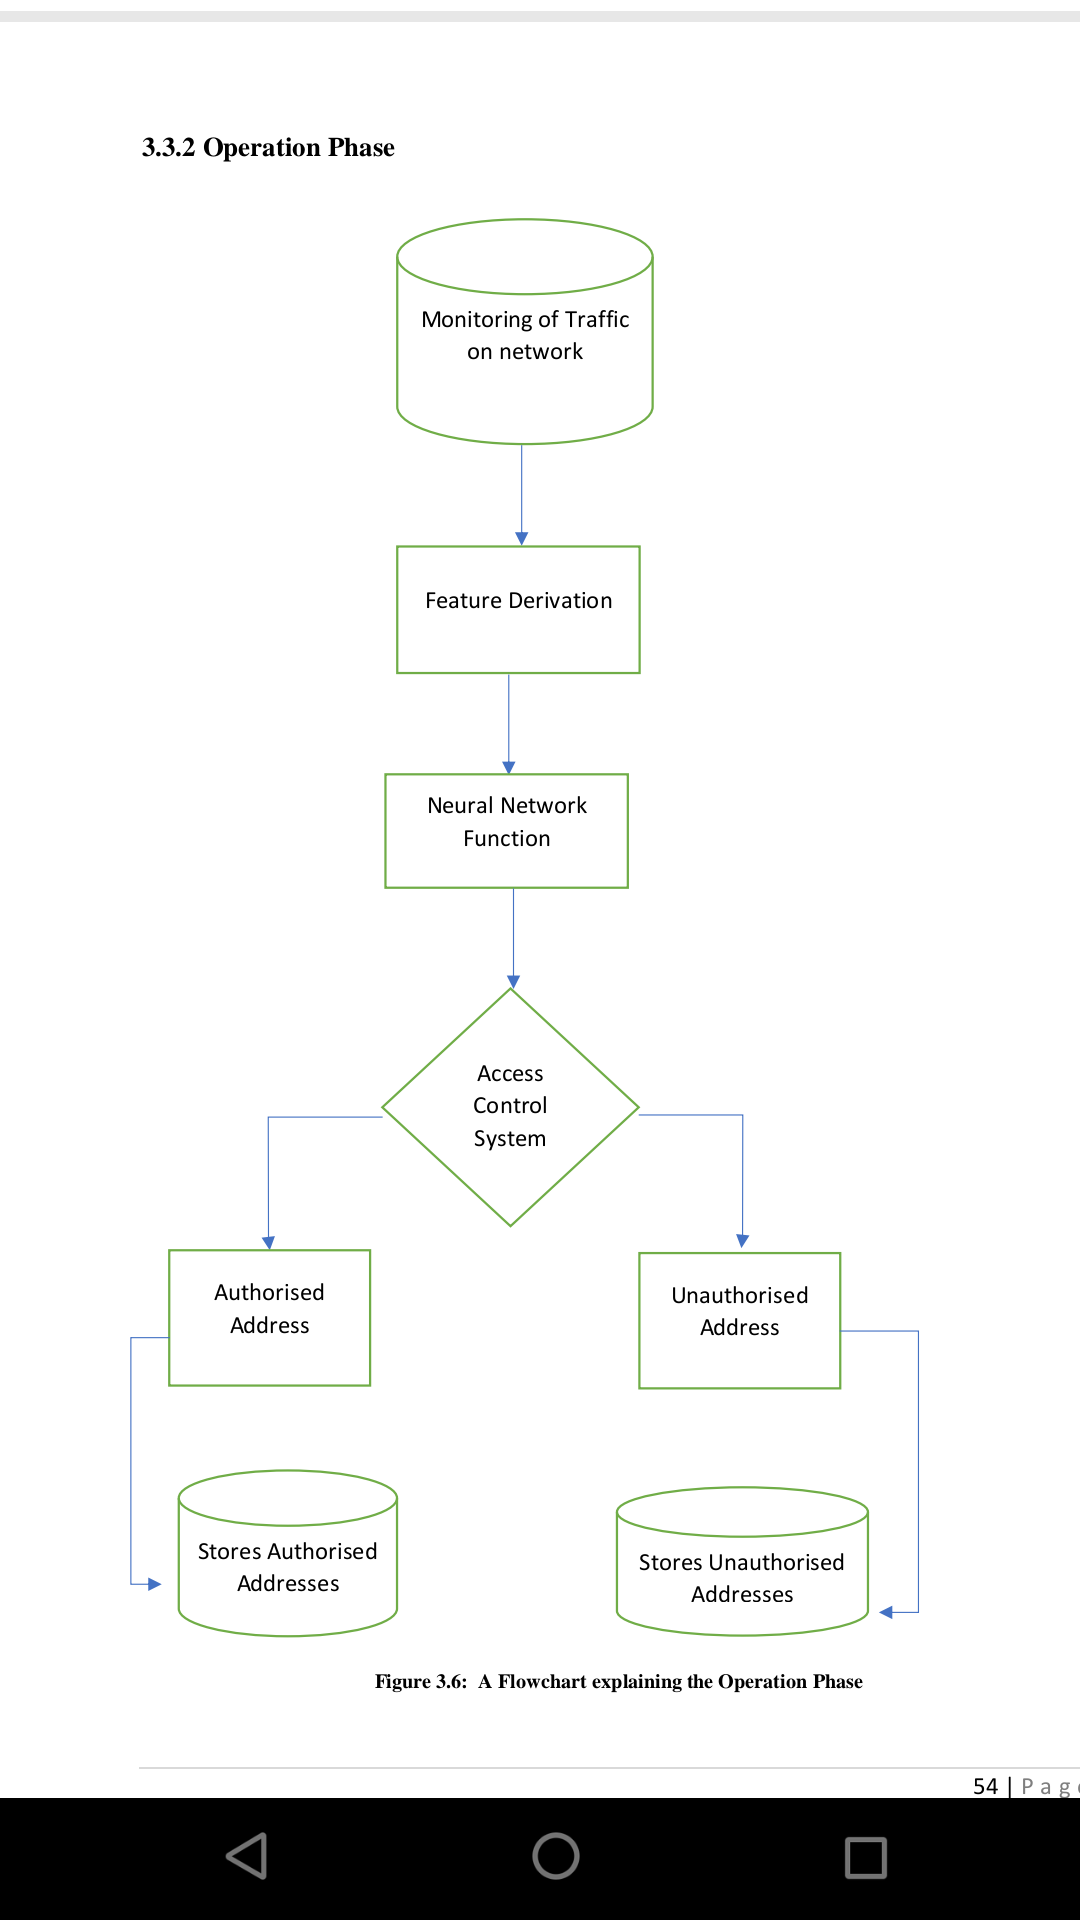 3.3.2 Operation Phase
Monitoring of Traffic
on network
Feature Derivation
Neural Network
Function
Access
Control
System
Authorised
Address
Unauthorised
Address
Stores Authorised
Addresses
Stores Unauthorised
Addresses
Figure 3.6:  A Flowchart explaining the Operation Phase
54 | P a g e